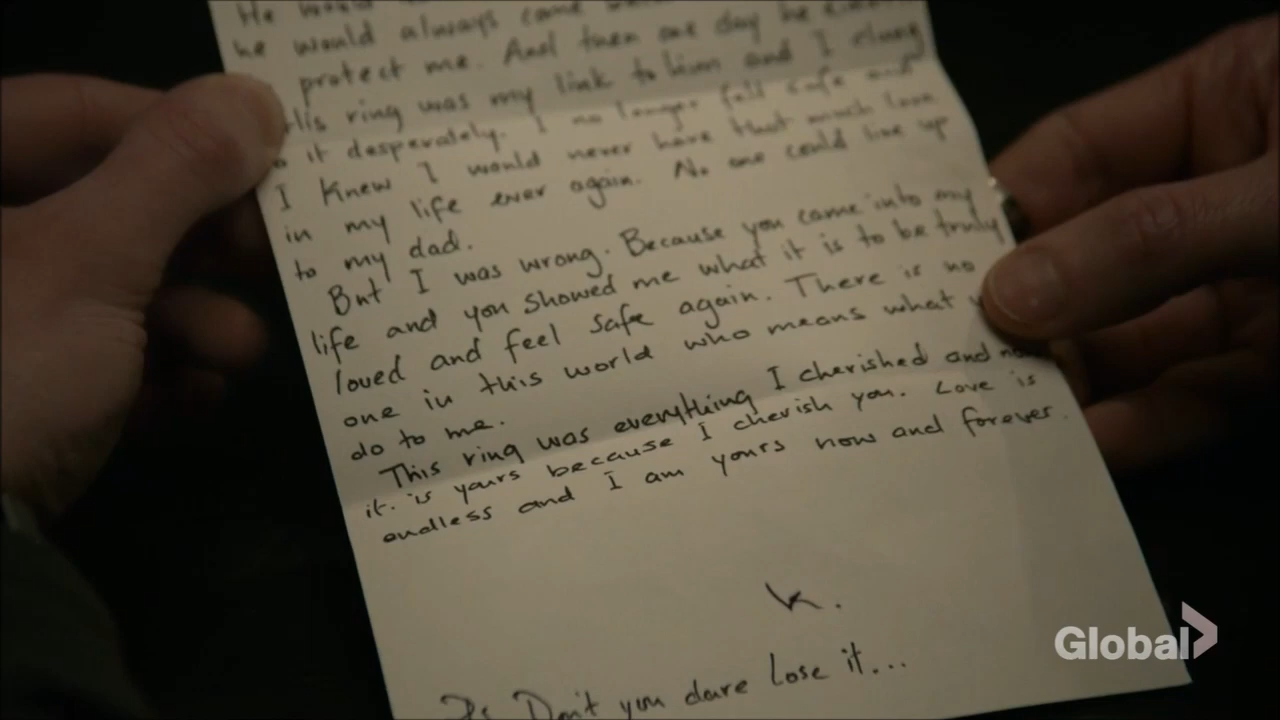 He would
he would always come
protect me. And then one day he
His ring was my link to him and I clung
o it desperately. I no longer felt safe and
I knew I would never have that much love
in my life ever again. No one could live up
to my dad.
But I was wrong. Because you came into my
life and you showed me what it is to be truly
loved and feel safe again. There is no
one in this world who means what y
do to me.
This ring was everything I cherished and no
it is yours because I cherish you. Love is
endless and I am yours now and forever.
K.
Ps Don't you dare lose it...
Global